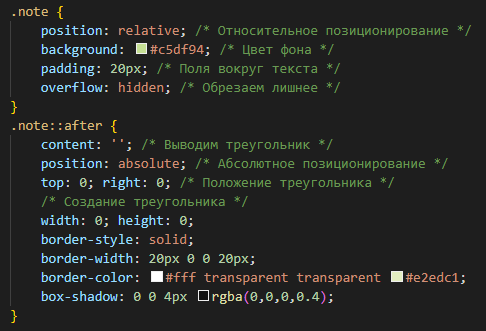 .note {
    position: relative; /* Относительное позиционирование */
    background: #c5df94; /* Цвет фона */
    padding: 20px; /* Поля вокруг текста */
    overflow: hidden; /* Обрезаем лишнее */
}
.note::after {
    content: ''; /* Выводим треугольник */
    position: absolute; /* Абсолютное позиционирование */
    top: 0; right: 0; /* Положение треугольника */
    /* Создание треугольника */
    width: 0; height: 0;
    border-style: solid;
    border-width: 20px 0 0 20px;
    border-color: #fff transparent transparent #e2edc1;
    box-shadow: 0 0 4px rgba(0,0,0,0.4);
}